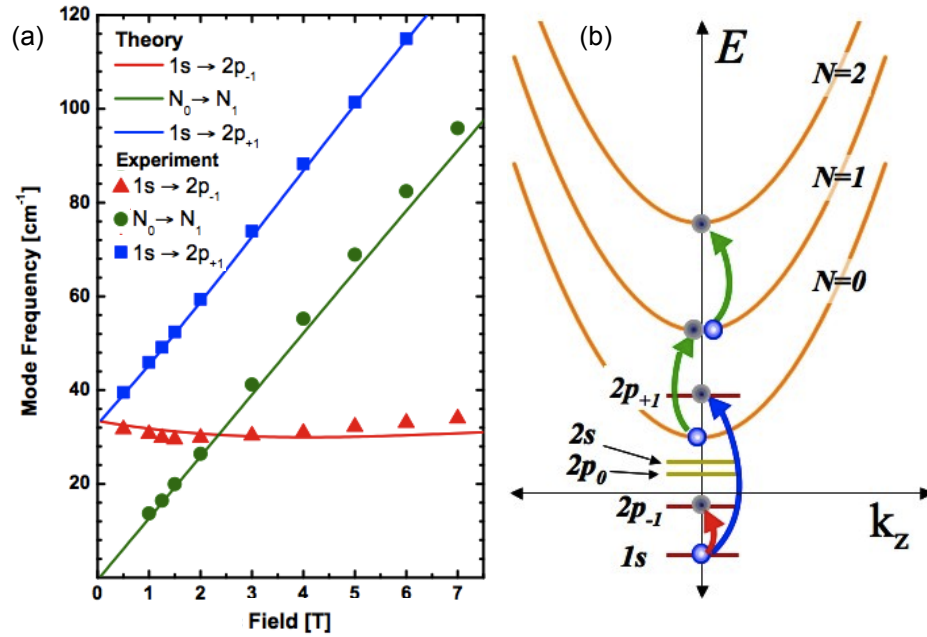 (a)
120
100
80
60
40
20
0
1
2
3
4
5
6
7
Mode Frequency [cm⁻¹]
Field [T]
Theory
1s → 2p₋₁
N₀ → N₁
1s → 2p₊₁
Experiment
1s → 2p₋₁
N₀ → N₁
1s → 2p₊₁
(b)
E
N=2
N=1
N=0
2p₊₁
2s
2p₀
2p₋₁
1s
k_z